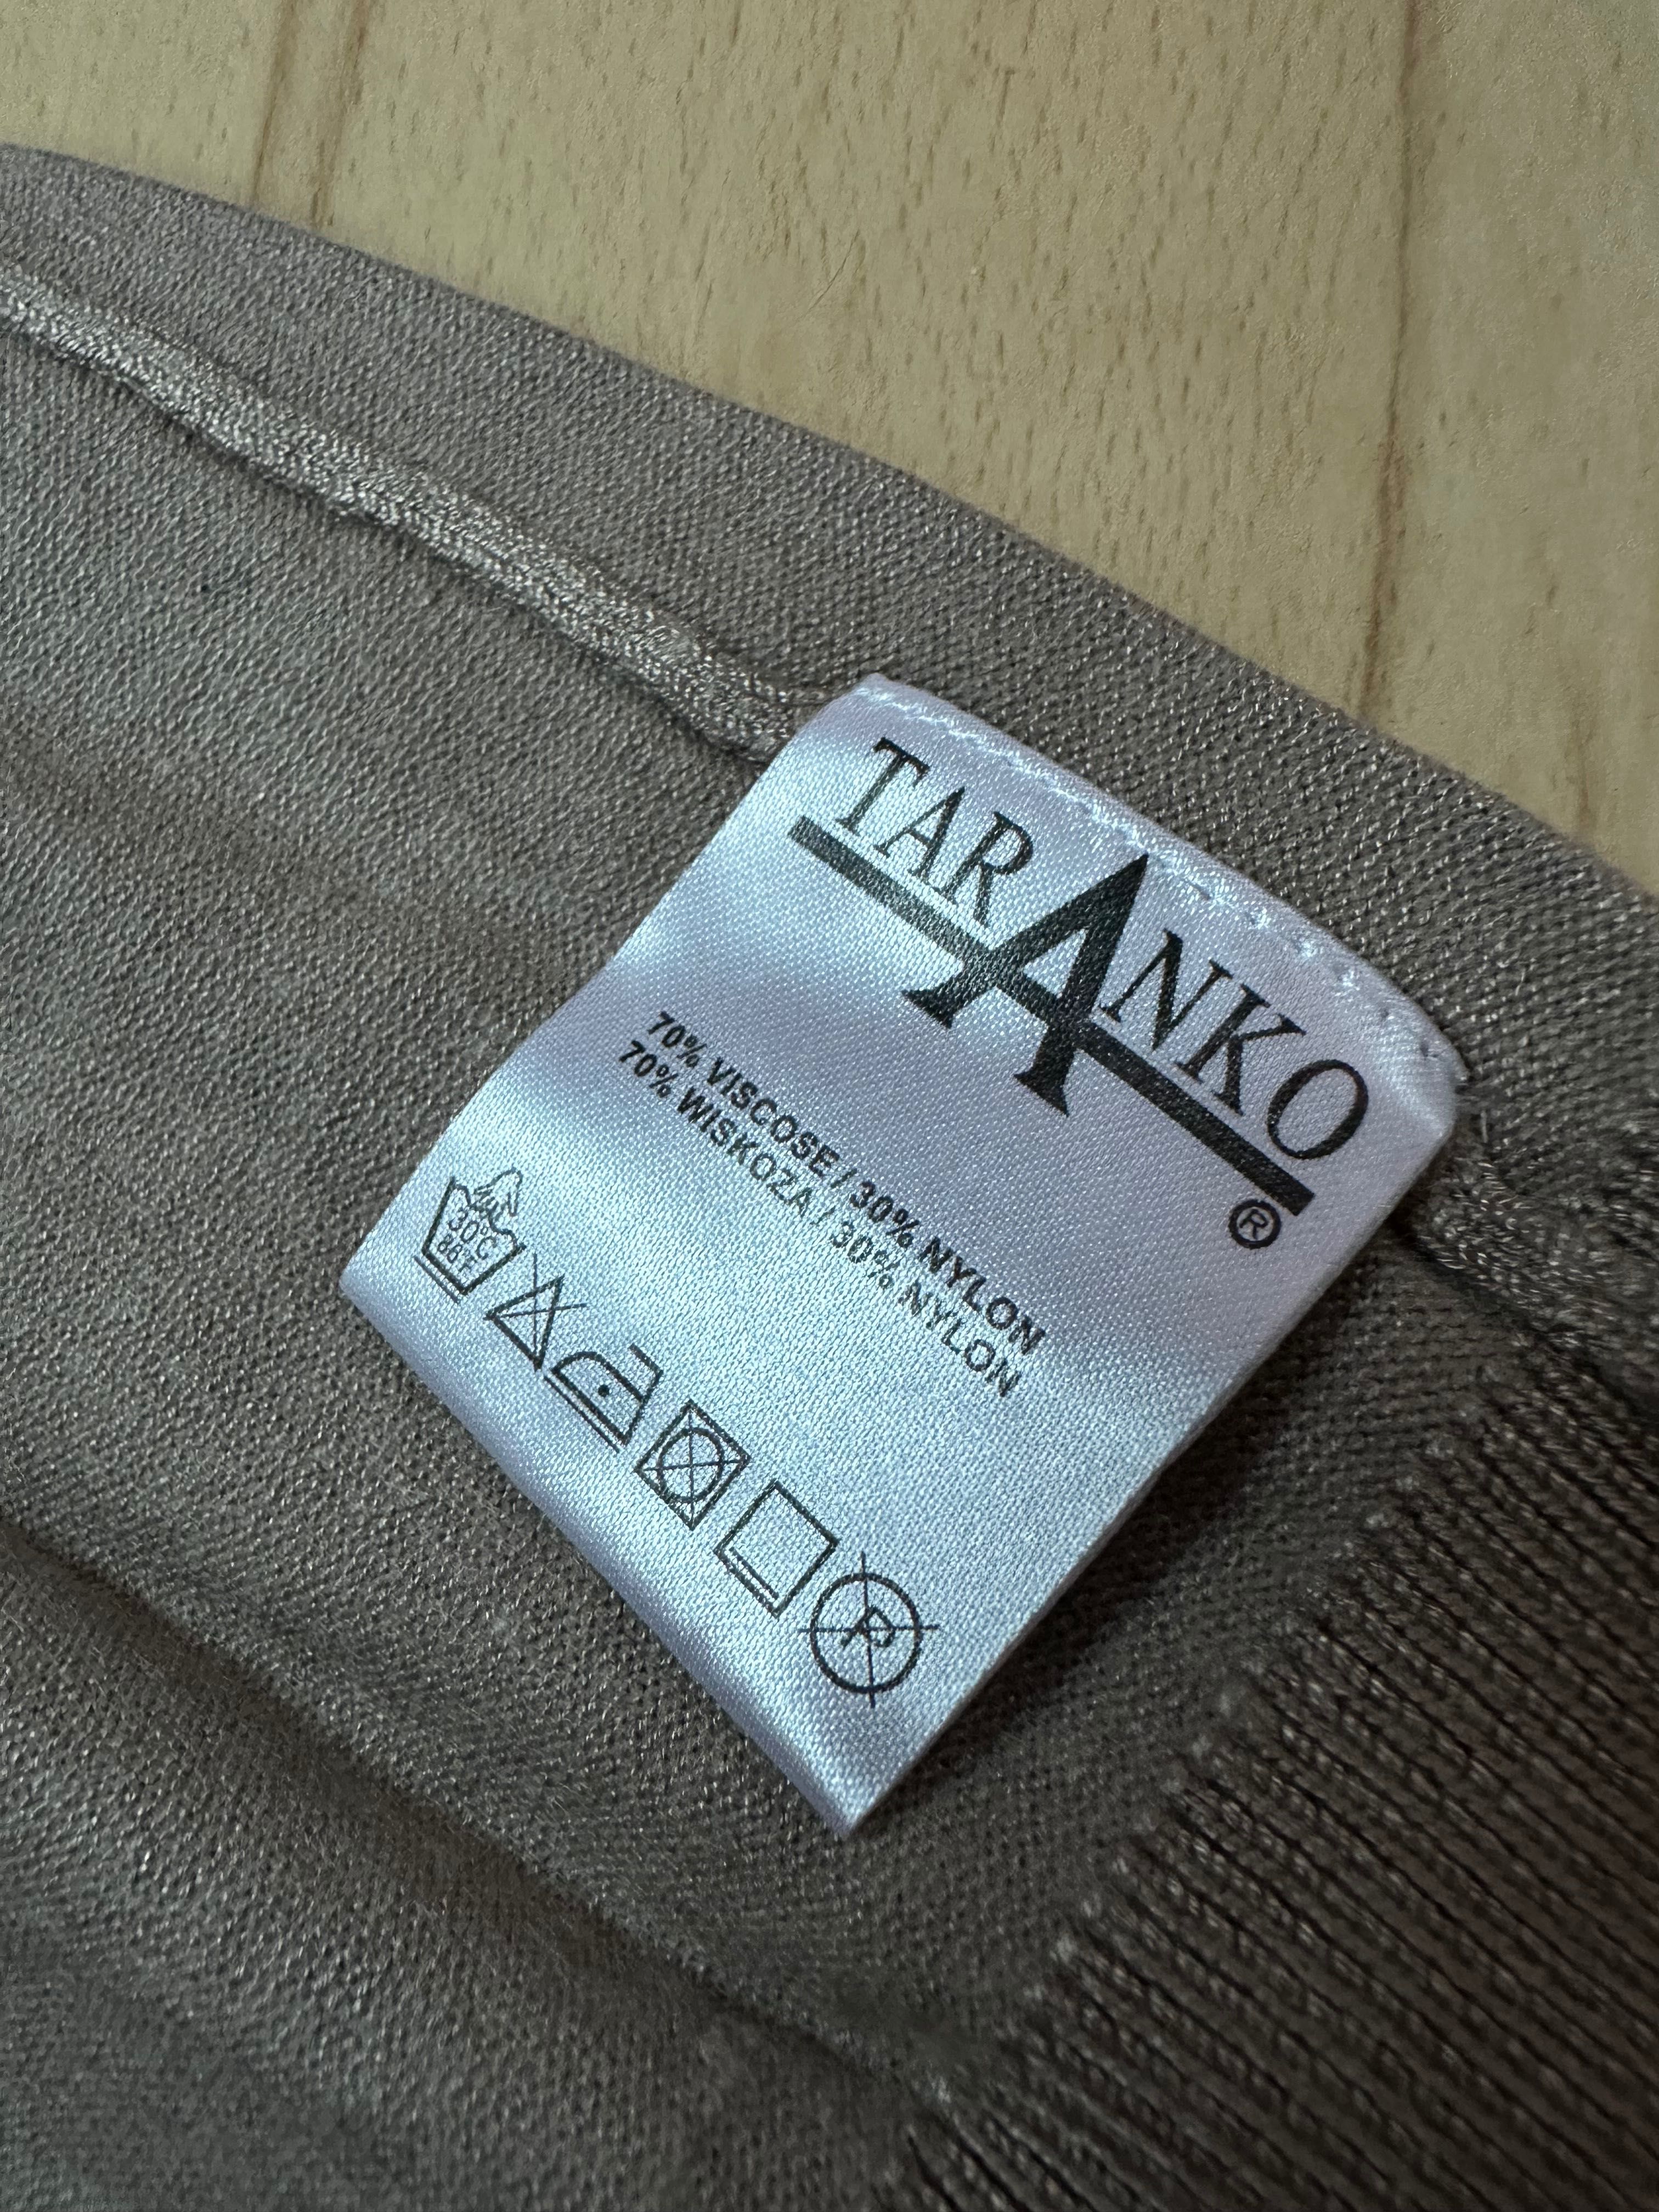 TARANKO
®
70% VISCOSE / 30% NYLON
70% WISKOZA / 30% NYLON
30°C
86°F
P